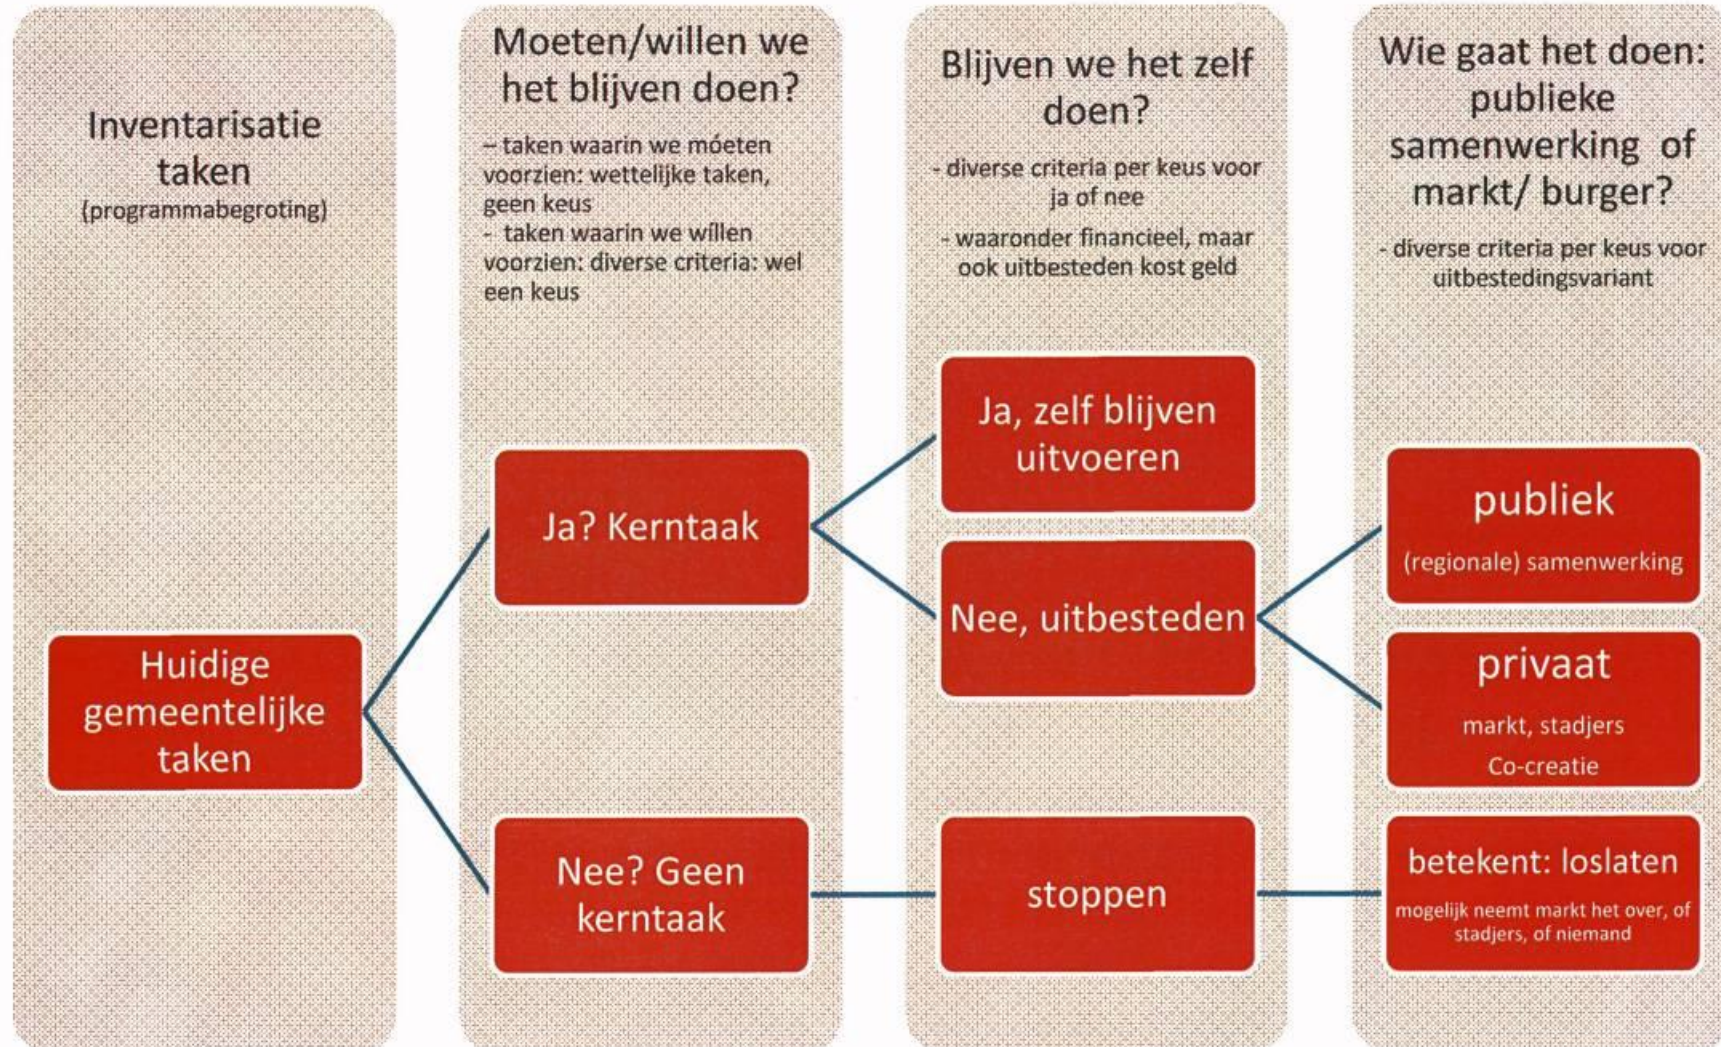 Inventarisatie
taken
(programmabegroting)
Huidige
gemeentelijke
taken
Moeten/willen we
het blijven doen?
– taken waarin we móeten
voorzien: wettelijke taken,
geen keus
- taken waarin we wíllen
voorzien: diverse criteria: wel
een keus
Ja? Kerntaak
Nee? Geen
kerntaak
Blijven we het zelf
doen?
- diverse criteria per keus voor
ja of nee
- waaronder financieel, maar
ook uitbesteden kost geld
Ja, zelf blijven
uitvoeren
Nee, uitbesteden
stoppen
Wie gaat het doen:
publieke
samenwerking of
markt/ burger?
- diverse criteria per keus voor
uitbestedingsvariant
publiek
(regionale) samenwerking
privaat
markt, stadjers
Co-creatie
betekent: loslaten
mogelijk neemt markt het over, of
stadjers, of niemand